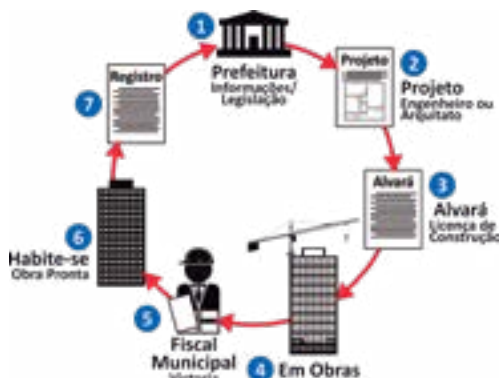 1
Prefeitura
Informações/
Legislação
2
Projeto
Projeto
Engenheiro ou
Arquitato
3
Alvará
Alvará
Licença de
Construção
4 Em Obras
5
Fiscal
Municipal
6
Habite-se
Obra Pronta
7
Registro